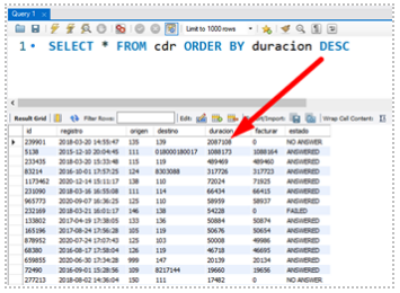 Query 1
Limit to 1000 rows
1 SELECT * FROM cdr ORDER BY duracion DESC
Result Grid Filter Rows: Edit: Export/Import: Wrap Cell Content:
id registro origen destino duracion facturar estado
239901 2018-03-20 14:55:47 135 139 2087108 0 NO ANSWER
5138 2015-12-10 20:04:45 111 018000180017 1088173 1088164 ANSWERED
233435 2018-03-20 15:33:48 115 119 489469 489460 ANSWERED
83214 2016-10-01 17:57:25 124 8303088 317726 317723 ANSWERED
1173462 2020-12-14 15:11:17 138 110 72024 71925 ANSWERED
231090 2018-03-16 16:55:08 111 114 66434 66415 ANSWERED
965773 2020-09-07 16:36:25 125 110 58959 58937 ANSWERED
232169 2018-03-21 16:01:17 146 138 54228 0 FAILED
133802 2017-04-19 17:38:05 133 136 50884 50874 ANSWERED
165196 2017-08-24 17:56:28 105 119 50676 50654 ANSWERED
878952 2020-07-24 17:07:43 125 103 50008 49986 ANSWERED
68380 2016-08-17 17:58:04 126 119 46718 46695 ANSWERED
659855 2020-06-30 17:34:28 999 147 20139 20134 ANSWERED
72490 2016-09-01 15:28:56 109 8217144 19660 19656 ANSWERED
277213 2018-08-02 14:36:04 150 111 17482 0 NO ANSWER